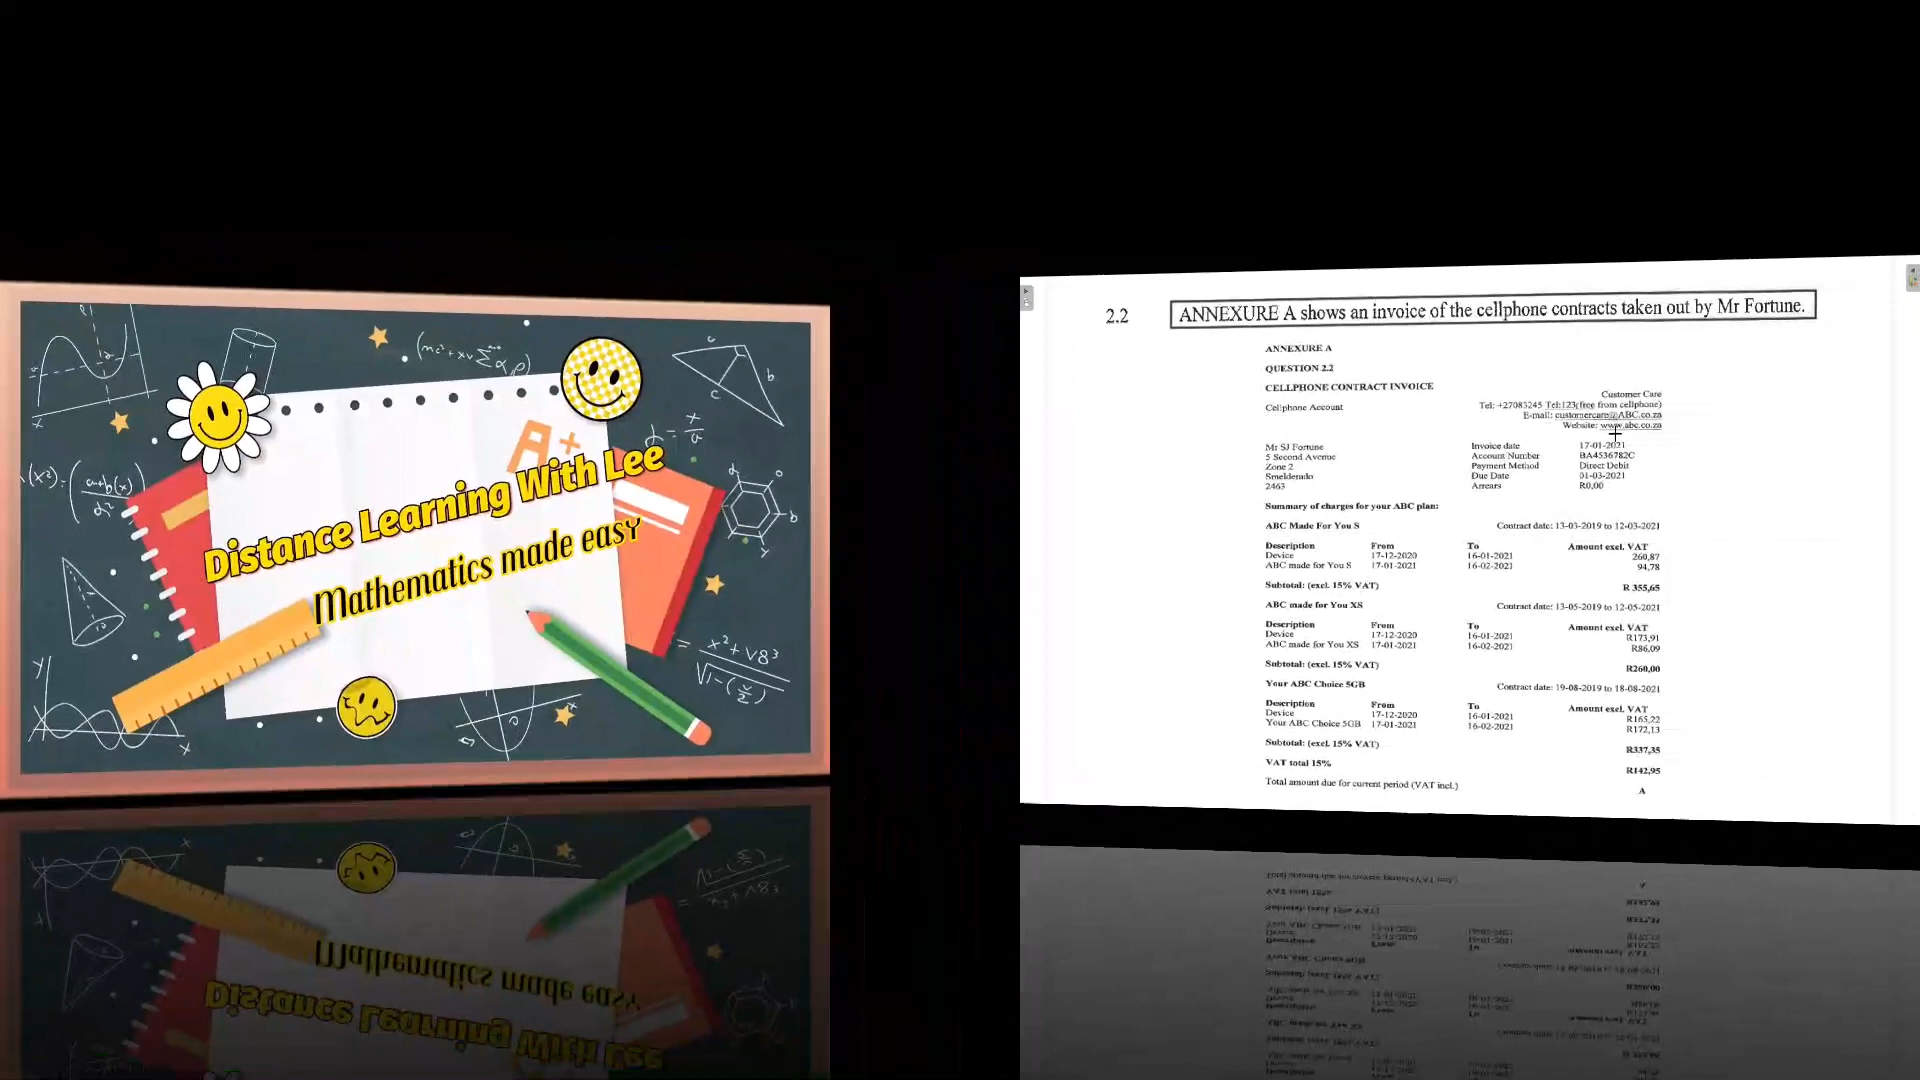 Distance Learning With Lee
Mathematics made easy
A+
2.2 ANNEXURE A shows an invoice of the cellphone contracts taken out by Mr Fortune.
ANNEXURE A
QUESTION 2.2
CELLPHONE CONTRACT INVOICE
Customer Care
Cellphone Account
Tel: +27083245 Tel:123(free from cellphone)
E-mail: customercare@ABC.co.za
Website: www.abc.co.za
Mr SJ Fortune
5 Second Avenue
Zone 2
Smeldendo
2463
Invoice date 17-01-2021
Account Number BA4536782C
Payment Method Direct Debit
Due Date 01-03-2021
Arrears R0,00
Summary of charges for your ABC plan:
ABC Made For You S Contract date: 13-03-2019 to 12-03-2021
Description From To Amount excl. VAT
Device 17-12-2020 16-01-2021 260,87
ABC made for You S 17-01-2021 16-02-2021 94,78
Subtotal: (excl. 15% VAT) R 355,65
ABC made for You XS Contract date: 13-05-2019 to 12-05-2021
Description From To Amount excl. VAT
Device 17-12-2020 16-01-2021 R173,91
ABC made for You XS 17-01-2021 16-02-2021 R86,09
Subtotal: (excl. 15% VAT) R260,00
Your ABC Choice 5GB Contract date: 19-08-2019 to 18-08-2021
Description From To Amount excl. VAT
Device 17-12-2020 16-01-2021 R165,22
Your ABC Choice 5GB 17-01-2021 16-02-2021 R172,13
Subtotal: (excl. 15% VAT) R337,35
VAT total 15% R142,95
Total amount due for current period (VAT incl.) A